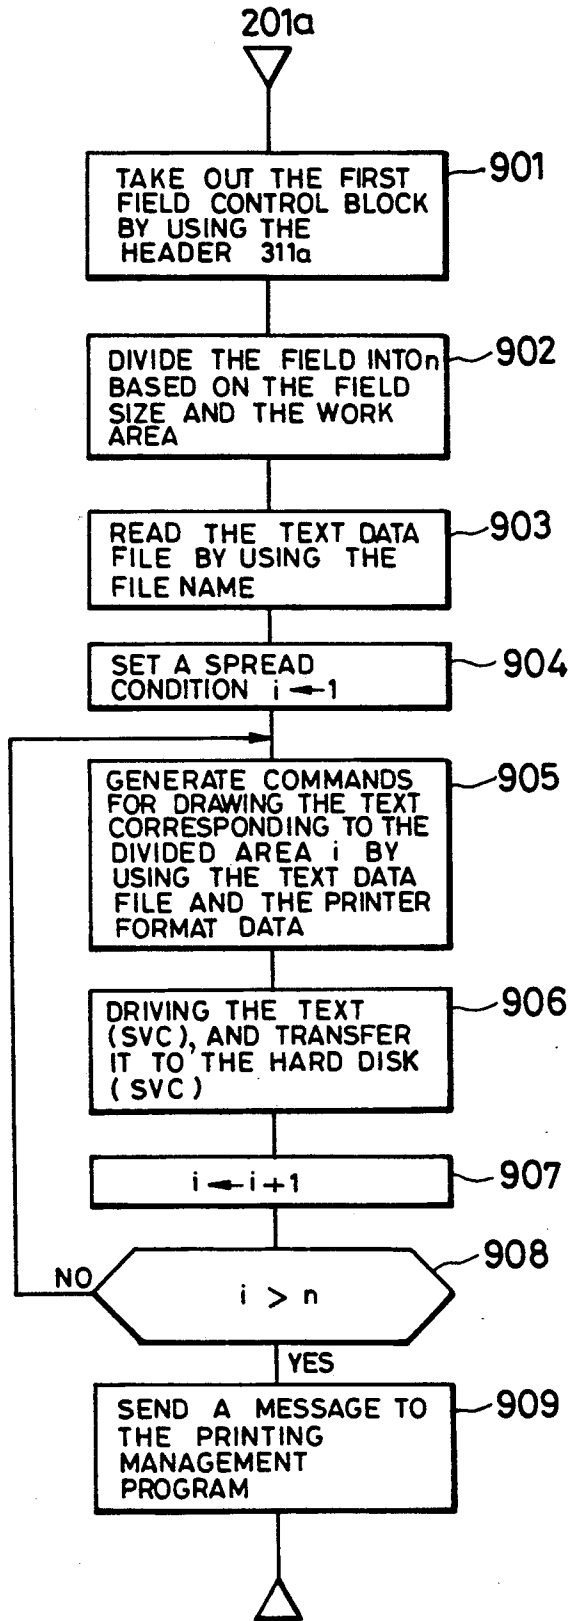 201a
TAKE OUT THE FIRST
FIELD CONTROL BLOCK
BY USING THE
HEADER 311a
901
DIVIDE THE FIELD INTO n
BASED ON THE FIELD
SIZE AND THE WORK
AREA
902
READ THE TEXT DATA
FILE BY USING THE
FILE NAME
903
SET A SPREAD
CONDITION i ← 1
904
GENERATE COMMANDS
FOR DRAWING THE TEXT
CORRESPONDING TO THE
DIVIDED AREA i BY
USING THE TEXT DATA
FILE AND THE PRINTER
FORMAT DATA
905
DRIVING THE TEXT
(SVC), AND TRANSFER
IT TO THE HARD DISK
(SVC)
906
i ← i + 1
907
i > n
908
NO
YES
SEND A MESSAGE TO
THE PRINTING
MANAGEMENT
PROGRAM
909